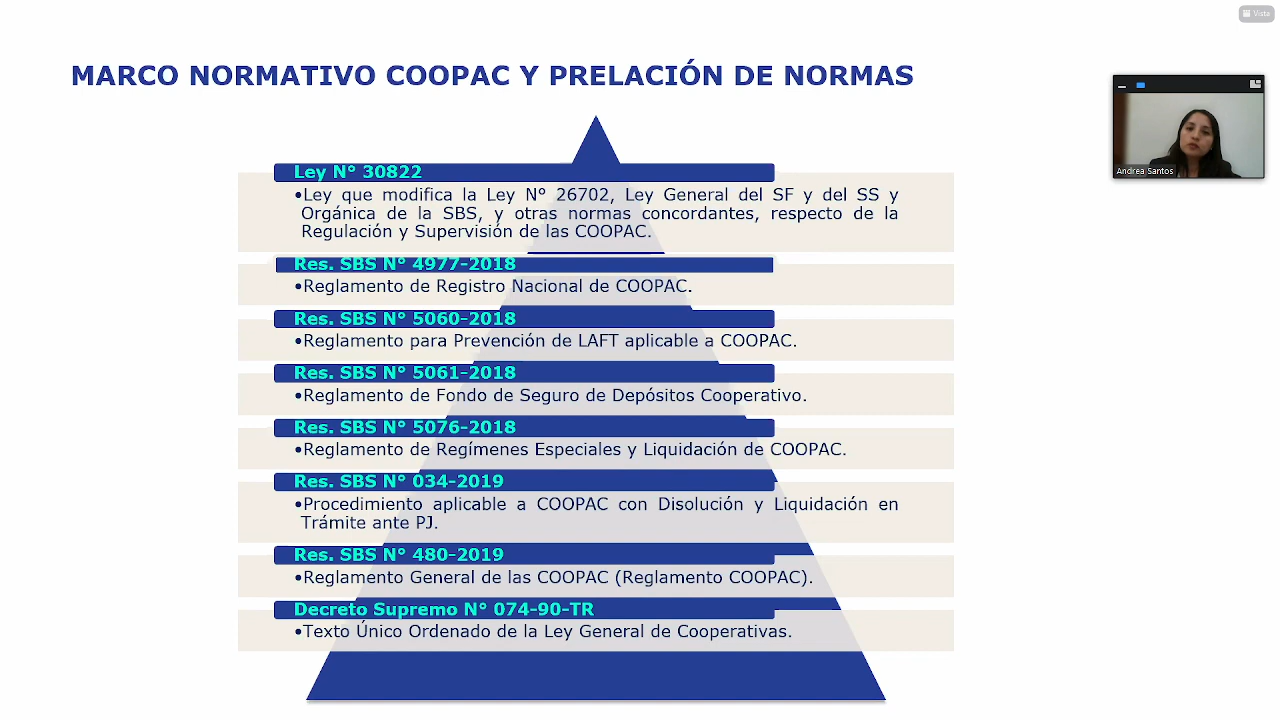 Vista
MARCO NORMATIVO COOPAC Y PRELACIÓN DE NORMAS
Andrea Santos
Ley N° 30822
•Ley que modifica la Ley N° 26702, Ley General del SF y del SS y
Orgánica de la SBS, y otras normas concordantes, respecto de la
Regulación y Supervisión de las COOPAC.
Res. SBS N° 4977-2018
•Reglamento de Registro Nacional de COOPAC.
Res. SBS N° 5060-2018
•Reglamento para Prevención de LAFT aplicable a COOPAC.
Res. SBS N° 5061-2018
•Reglamento de Fondo de Seguro de Depósitos Cooperativo.
Res. SBS N° 5076-2018
•Reglamento de Regímenes Especiales y Liquidación de COOPAC.
Res. SBS N° 034-2019
•Procedimiento aplicable a COOPAC con Disolución y Liquidación en
Trámite ante PJ.
Res. SBS N° 480-2019
•Reglamento General de las COOPAC (Reglamento COOPAC).
Decreto Supremo N° 074-90-TR
•Texto Único Ordenado de la Ley General de Cooperativas.